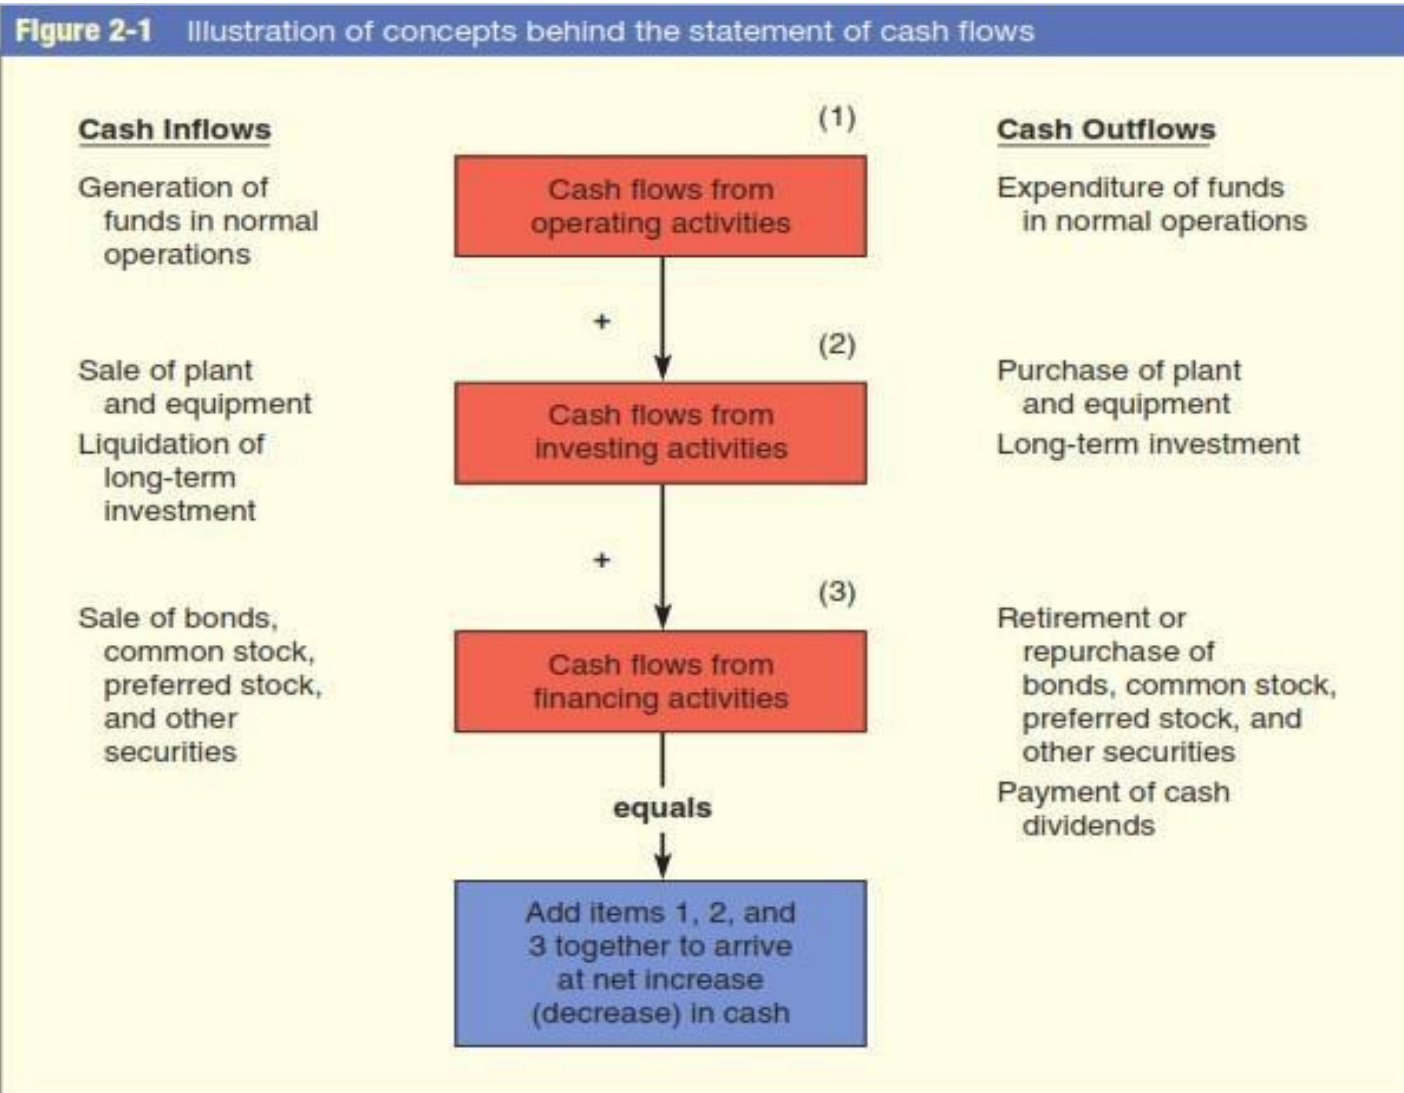 Figure 2-1 Illustration of concepts behind the statement of cash flows
Cash Inflows
(1)
Cash Outflows
Generation of
funds in normal
operations
Cash flows from
operating activities
Expenditure of funds
in normal operations
+
(2)
Sale of plant
and equipment
Liquidation of
long-term
investment
Cash flows from
investing activities
Purchase of plant
and equipment
Long-term investment
+
(3)
Sale of bonds,
common stock,
preferred stock,
and other
securities
Cash flows from
financing activities
Retirement or
repurchase of
bonds, common stock,
preferred stock, and
other securities
Payment of cash
dividends
equals
Add items 1, 2, and
3 together to arrive
at net increase
(decrease) in cash